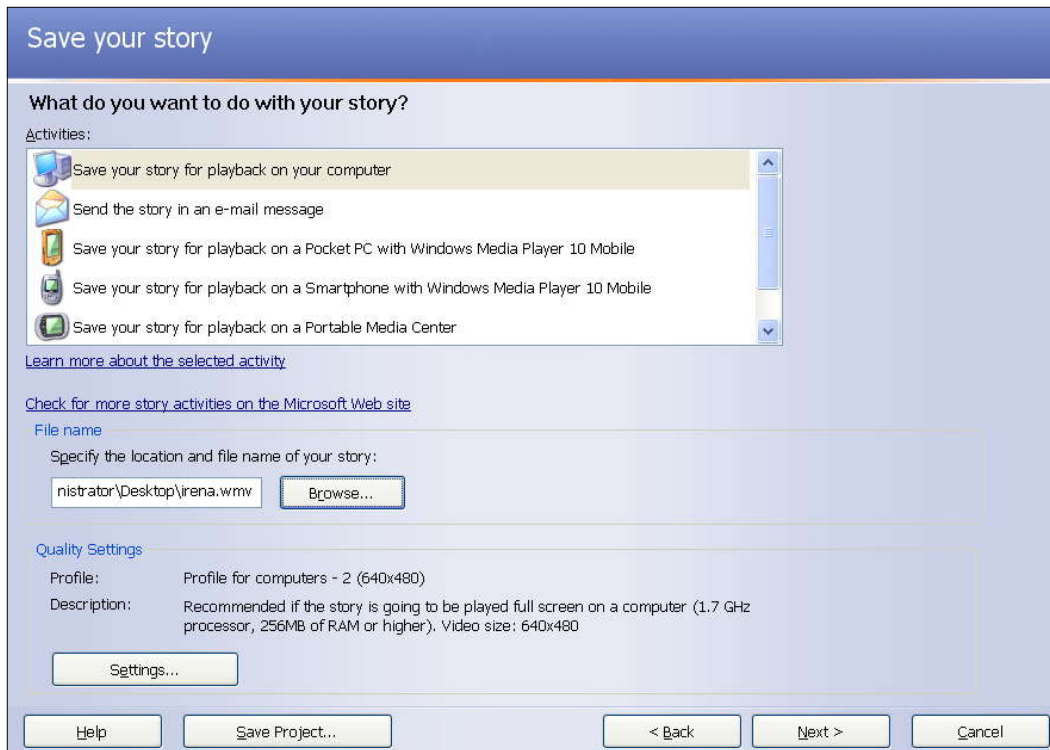 Save your story
What do you want to do with your story?
Activities:
Save your story for playback on your computer
Send the story in an e-mail message
Save your story for playback on a Pocket PC with Windows Media Player 10 Mobile
Save your story for playback on a Smartphone with Windows Media Player 10 Mobile
Save your story for playback on a Portable Media Center
Learn more about the selected activity
Check for more story activities on the Microsoft Web site
File name
Specify the location and file name of your story:
nistrator\Desktop\irena.wmv Browse...
Quality Settings
Profile: Profile for computers - 2 (640x480)
Description: Recommended if the story is going to be played full screen on a computer (1.7 GHz
processor, 256MB of RAM or higher). Video size: 640x480
Settings...
Help Save Project... < Back Next > Cancel